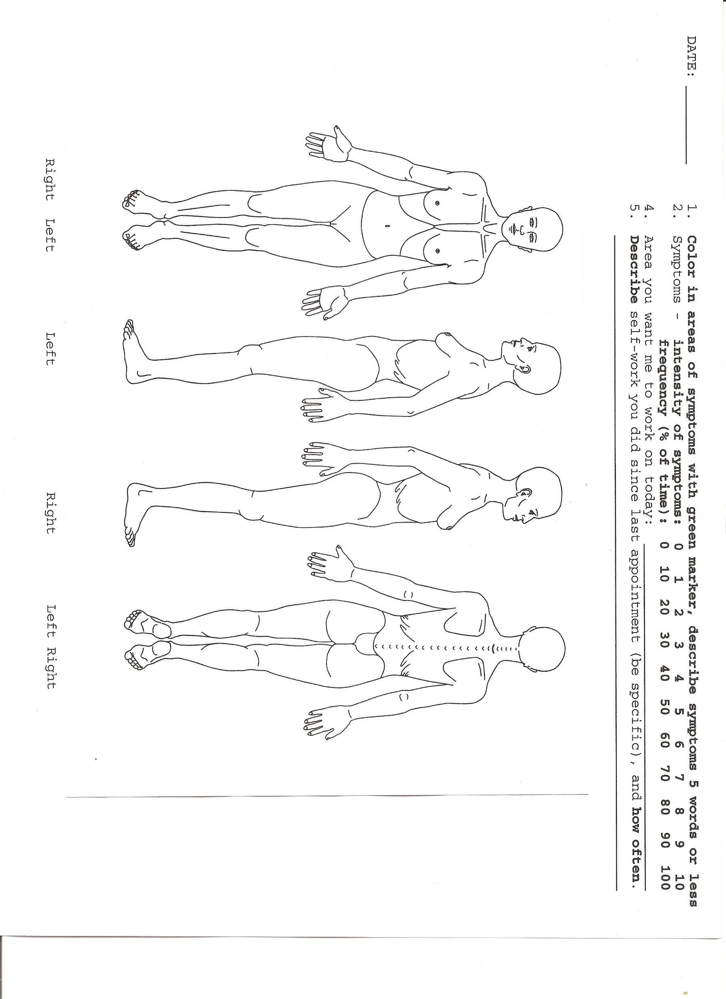 DATE: __________ 1. Color in areas of symptoms with green marker, describe symptoms 5 words or less
2. Symptoms - intensity of symptoms: 0 1 2 3 4 5 6 7 8 9 10
frequency (% of time): 0 10 20 30 40 50 60 70 80 90 100
4. Area you want me to work on today:
5. Describe self-work you did since last appointment (be specific), and how often.
Right Left Left Right Left Right